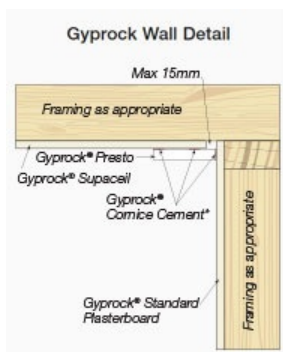 Gyprock Wall Detail
Max 15mm
Framing as appropriate
Gyprock® Presto
Gyprock® Supaceil
Gyprock®
Cornice Cement*
Framing as appropriate
Gyprock® Standard
Plasterboard